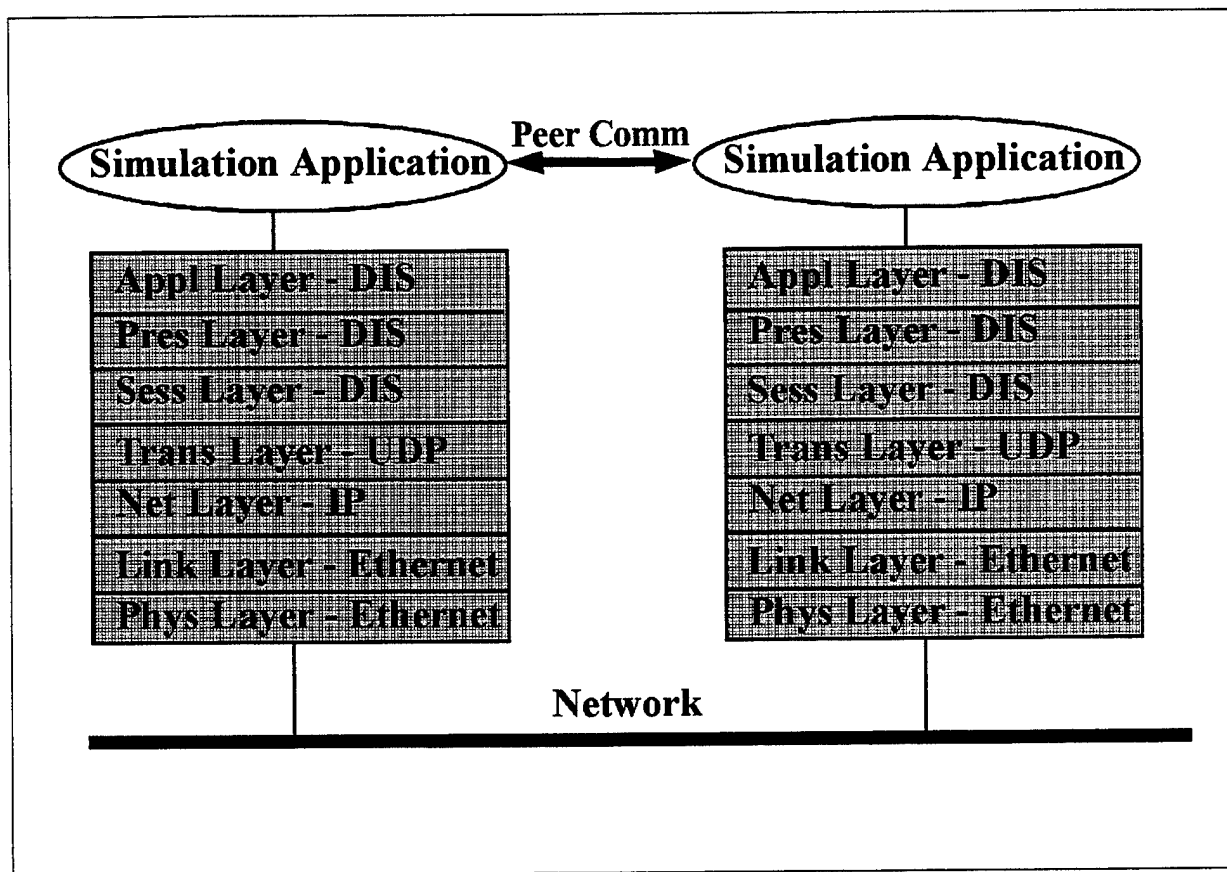 Peer Comm
Simulation Application
Simulation Application
Appl Layer - DIS
Pres Layer - DIS
Sess Layer - DIS
Trans Layer - UDP
Net Layer - IP
Link Layer - Ethernet
Phys Layer - Ethernet
Appl Layer - DIS
Pres Layer - DIS
Sess Layer - DIS
Trans Layer - UDP
Net Layer - IP
Link Layer - Ethernet
Phys Layer - Ethernet
Network